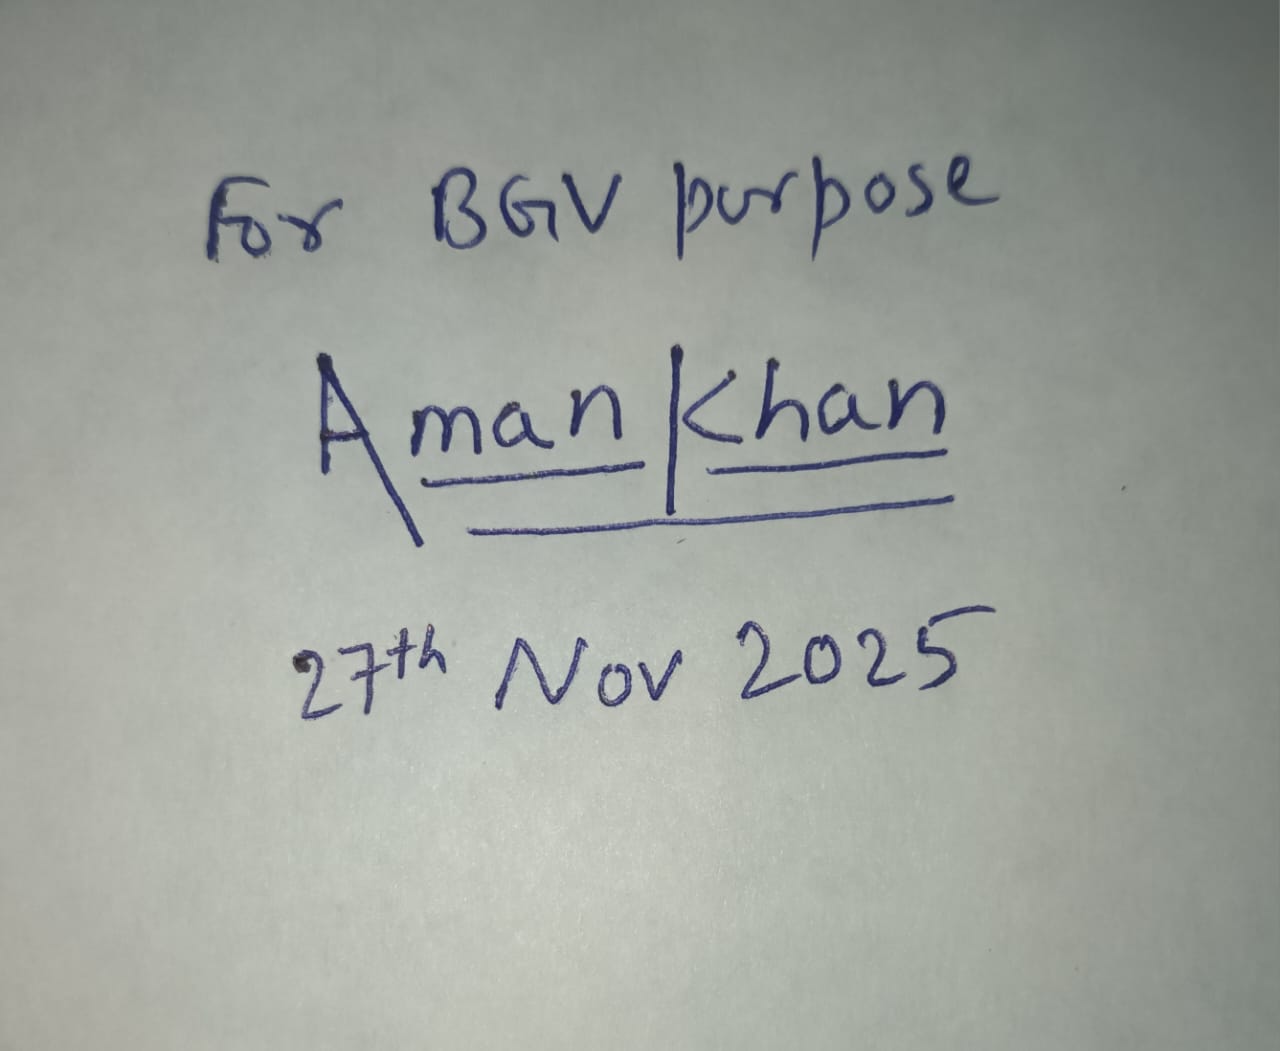 For BGV purpose
Aman Khan
27th Nov 2025